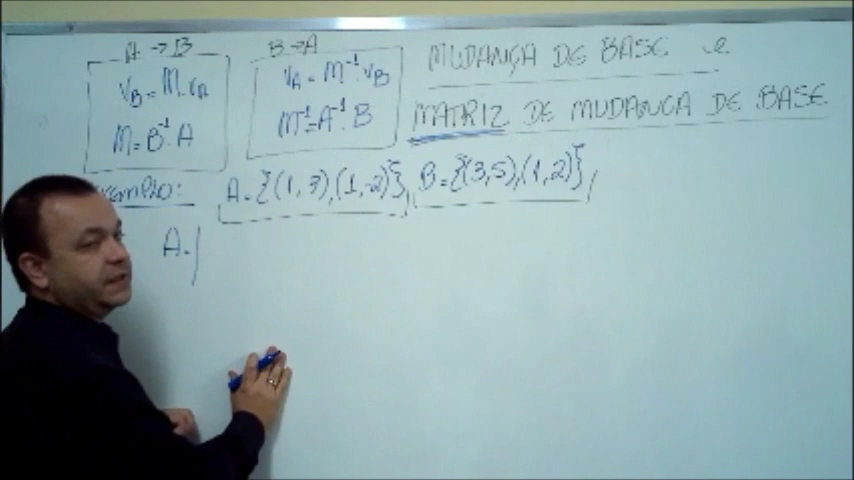 A → B
V_B = M.V_A
M = B⁻¹.A
B → A
V_A = M⁻¹.V_B
M⁻¹ = A⁻¹.B
MUDANÇA DE BASE e
MATRIZ DE MUDANCA DE BASE
EXEMPLO: A = {(1,3),(1,-2)}, B = {(3,5),(1,2)}
A = |